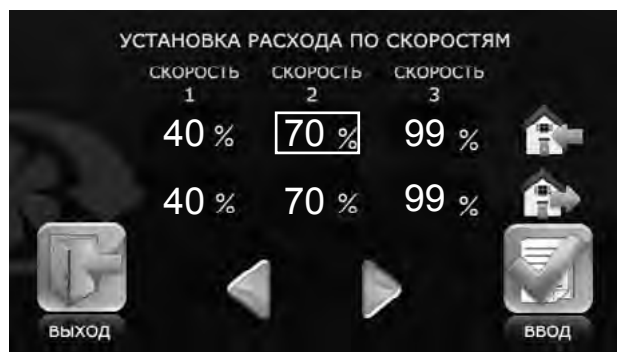 УСТАНОВКА РАСХОДА ПО СКОРОСТЯМ
СКОРОСТЬ 1 СКОРОСТЬ 2 СКОРОСТЬ 3
40 % 70 % 99 %
40 % 70 % 99 %
ВЫХОД ВВОД